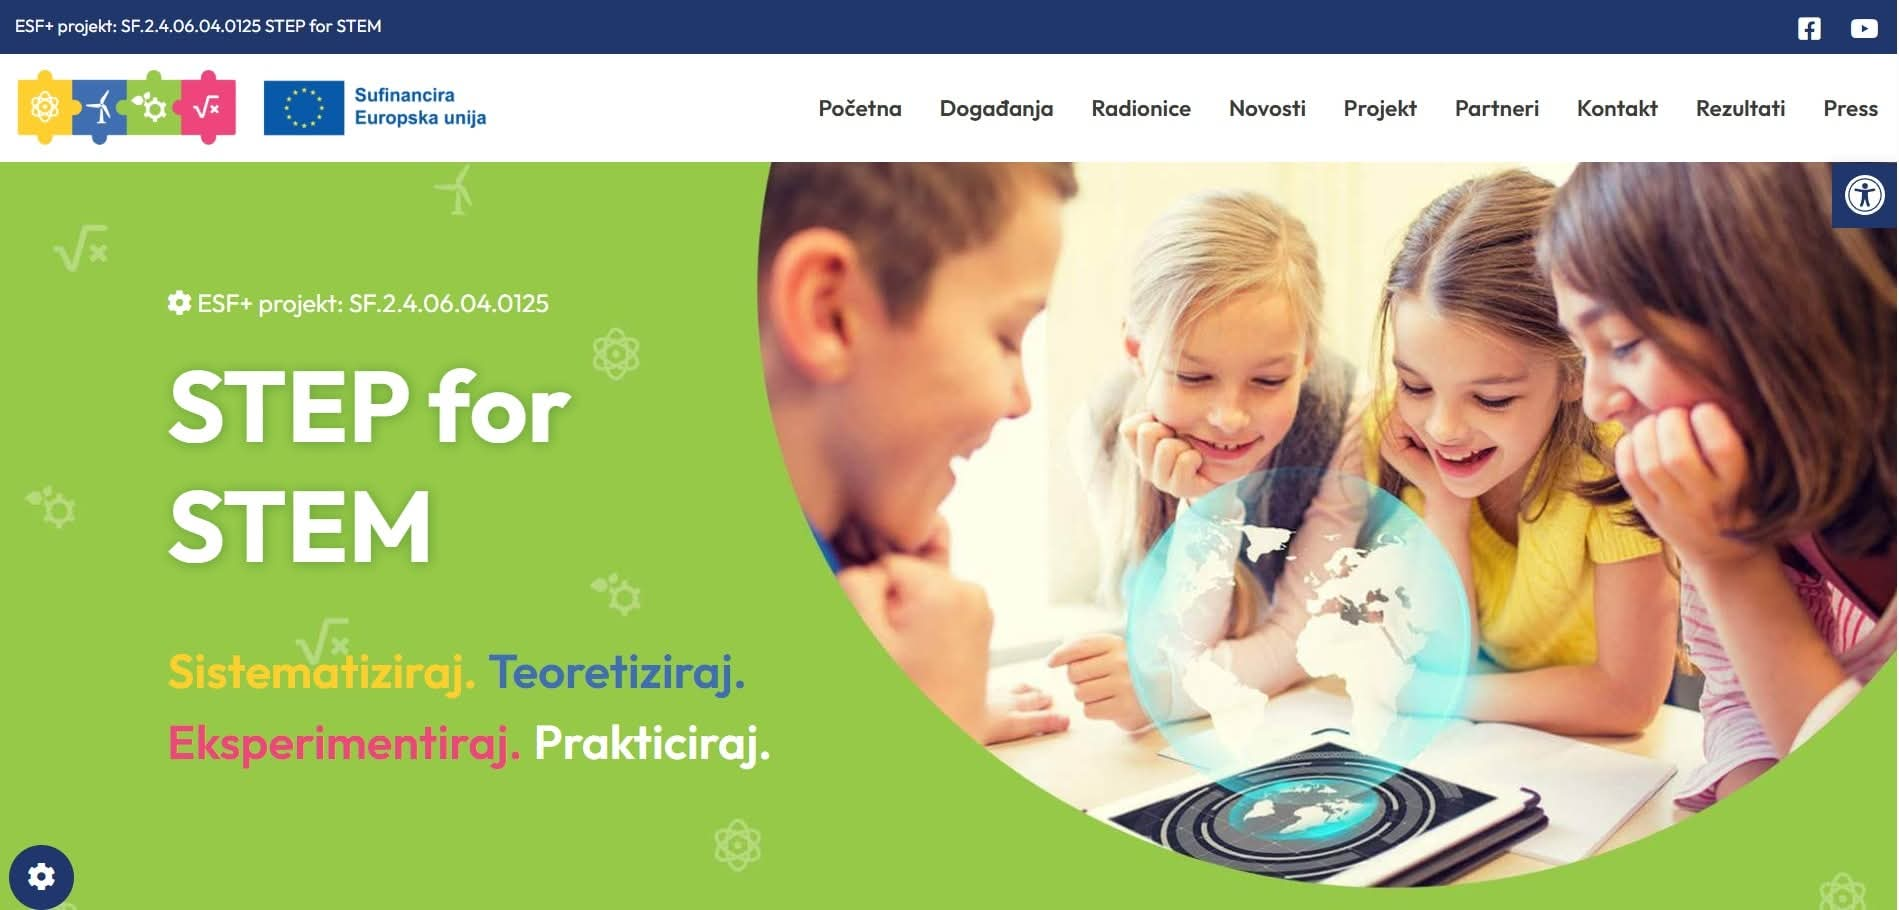 ESF+ projekt: SF.2.4.06.04.0125 STEP for STEM
Sufinancira
Europska unija
Početna Događanja Radionice Novosti Projekt Partneri Kontakt Rezultati Press
ESF+ projekt: SF.2.4.06.04.0125
STEP for
STEM
Sistematiziraj. Teoretiziraj.
Eksperimentiraj. Prakticiraj.